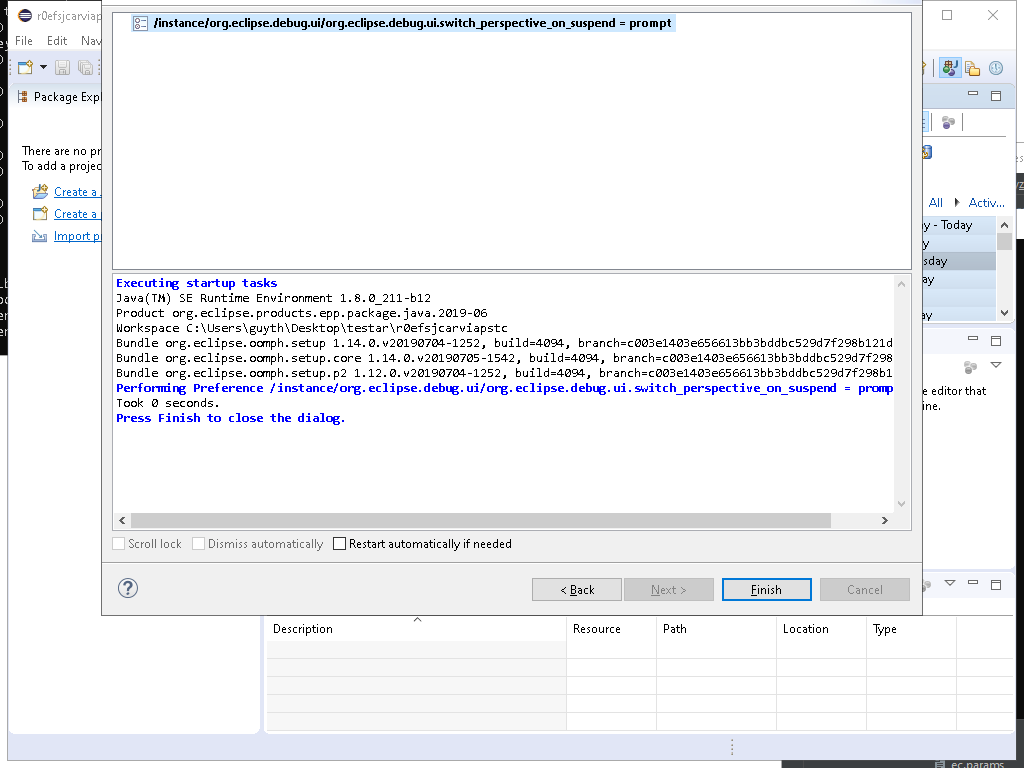 /instance/org.eclipse.debug.ui/org.eclipse.debug.ui.switch_perspective_on_suspend = prompt
r0efsjcarviap
File Edit Nav
Package Expl
There are no pr
To add a projec
Create a
Create a
Import p
All Activ...
y - Today
y
sday
ay
ay
Executing startup tasks
Java(TM) SE Runtime Environment 1.8.0_211-b12
Product org.eclipse.products.epp.package.java.2019-06
Workspace C:\Users\guyth\Desktop\testar\r0efsjcarviapstc
Bundle org.eclipse.oomph.setup 1.14.0.v20190704-1252, build=4094, branch=c003e1403e656613bb3bddbc529d7f298b121d
Bundle org.eclipse.oomph.setup.core 1.14.0.v20190705-1542, build=4094, branch=c003e1403e656613bb3bddbc529d7f298
Bundle org.eclipse.oomph.setup.p2 1.12.0.v20190704-1252, build=4094, branch=c003e1403e656613bb3bddbc529d7f298b1
Performing Preference /instance/org.eclipse.debug.ui/org.eclipse.debug.ui.switch_perspective_on_suspend = promp
Took 0 seconds.
Press Finish to close the dialog.
e editor that
ine.
Scroll lock Dismiss automatically Restart automatically if needed
? < Back Next > Finish Cancel
Description Resource Path Location Type
ec.params